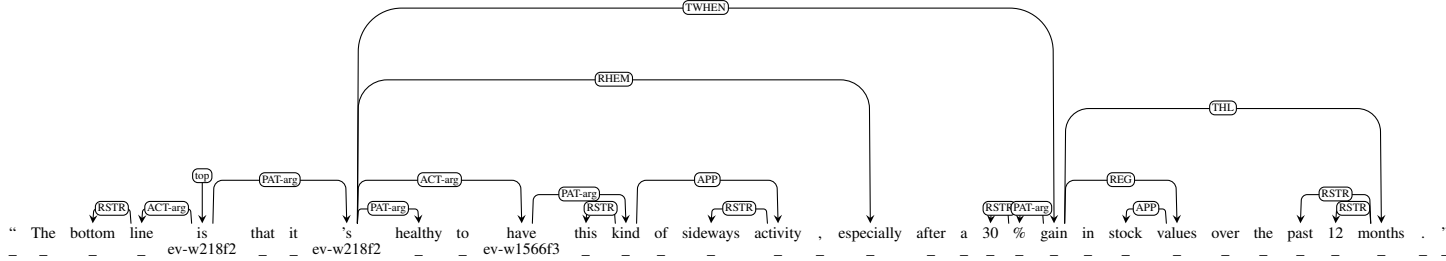 TWHEN
RHEM
THL
top PAT-arg ACT-arg APP REG
PAT-arg RSTR
RSTR ACT-arg PAT-arg RSTR RSTR RSTR PAT-arg APP RSTR
“ The bottom line is that it 's healthy to have this kind of sideways activity , especially after a 30 % gain in stock values over the past 12 months . ”
_ _ _ _ ev-w218f2 _ _ ev-w218f2 _ _ ev-w1566f3 _ _ _ _ _ _ _ _ _ _ _ _ _ _ _ _ _ _ _ _ _ _